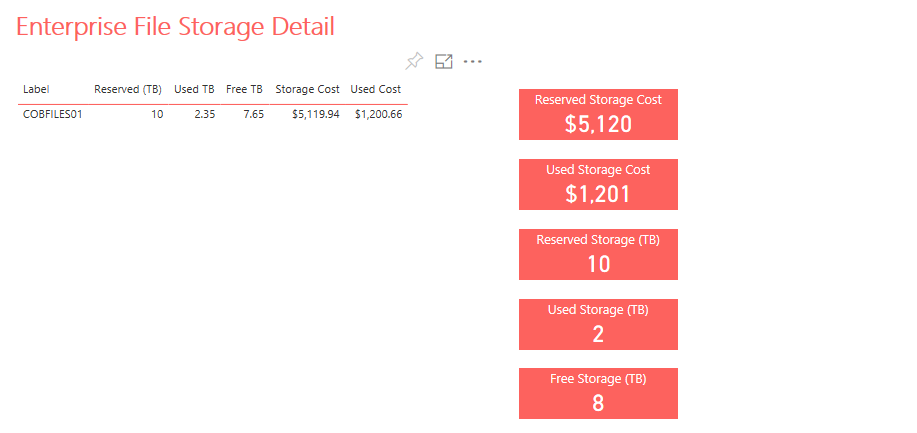 Enterprise File Storage Detail
Label Reserved (TB) Used TB Free TB Storage Cost Used Cost
COBFILES01 10 2.35 7.65 $5,119.94 $1,200.66
Reserved Storage Cost
$5,120
Used Storage Cost
$1,201
Reserved Storage (TB)
10
Used Storage (TB)
2
Free Storage (TB)
8